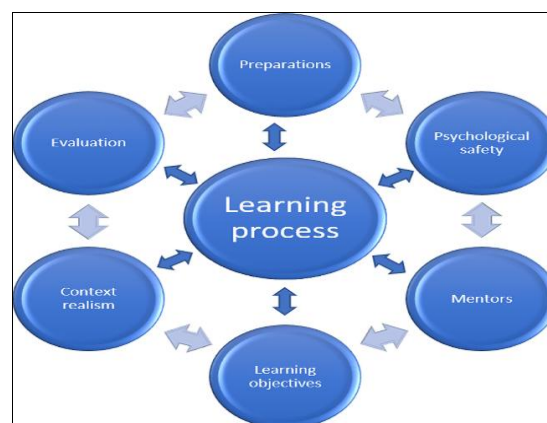 Preparations
Evaluation
Psychological
safety
Learning
process
Context
realism
Mentors
Learning
objectives